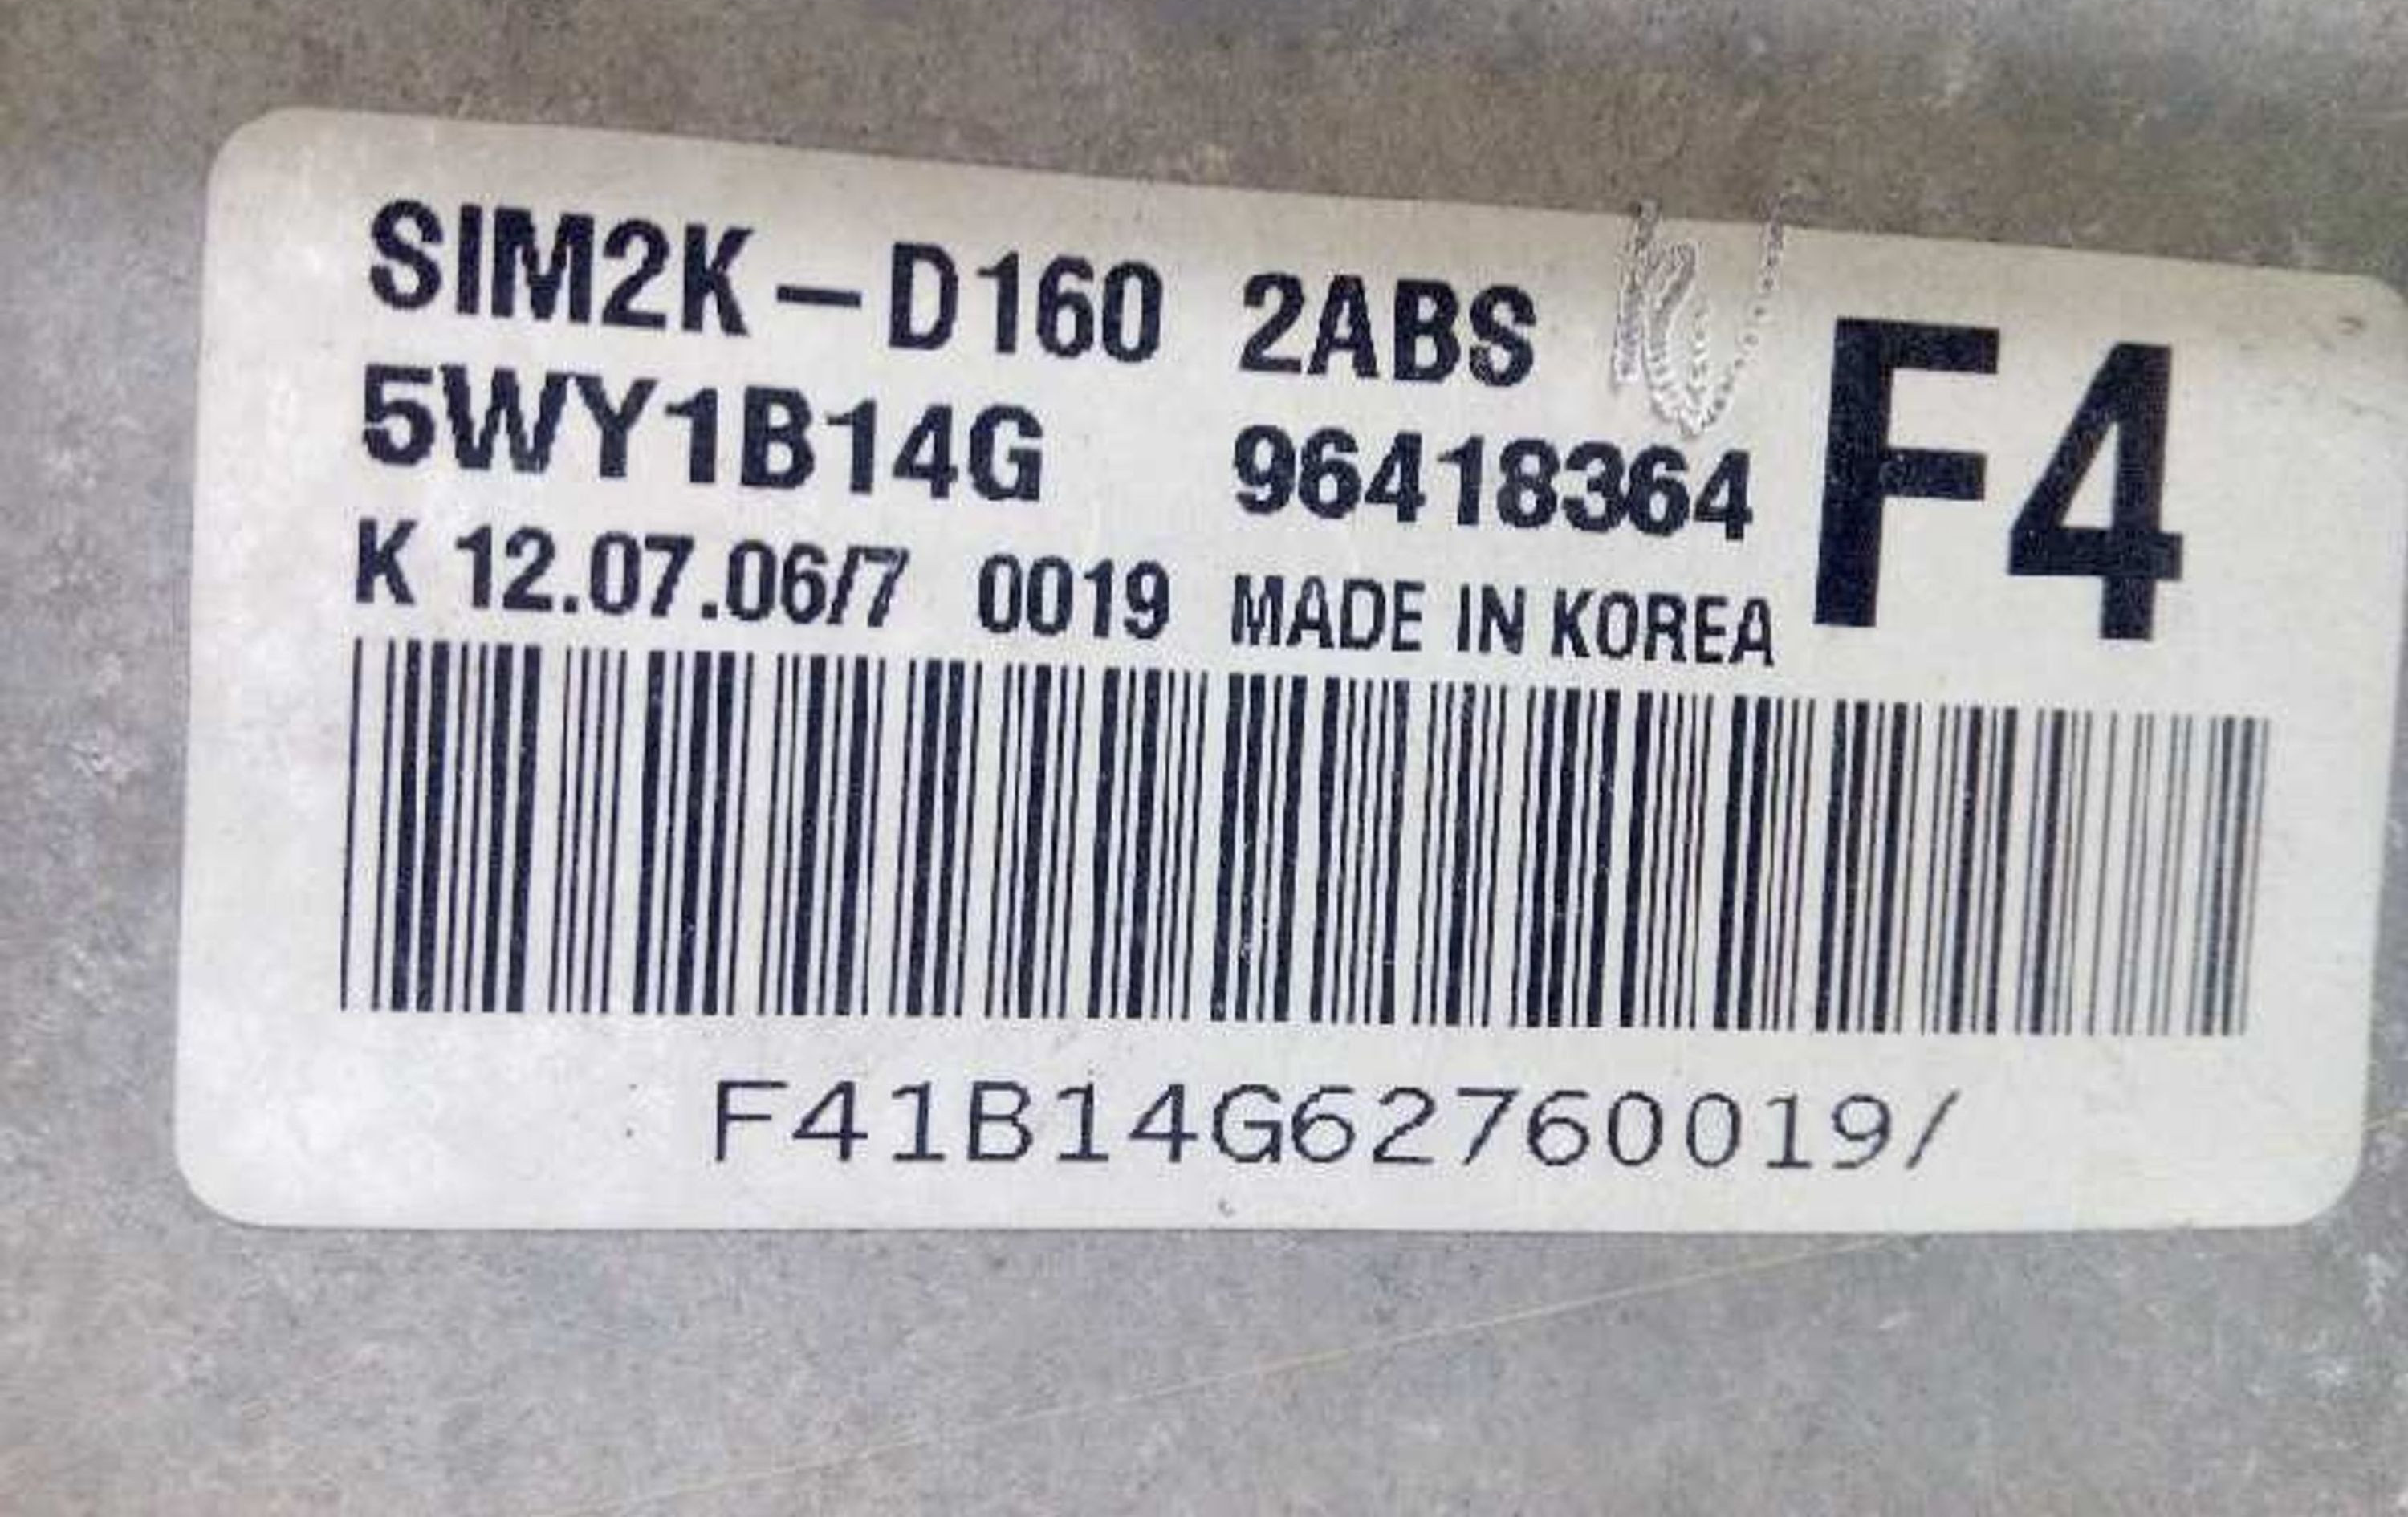 SIM2K-D160 2ABS
5WY1B14G 96418364 F4
K 12.07.06/7 0019 MADE IN KOREA
F41B14G62760019/